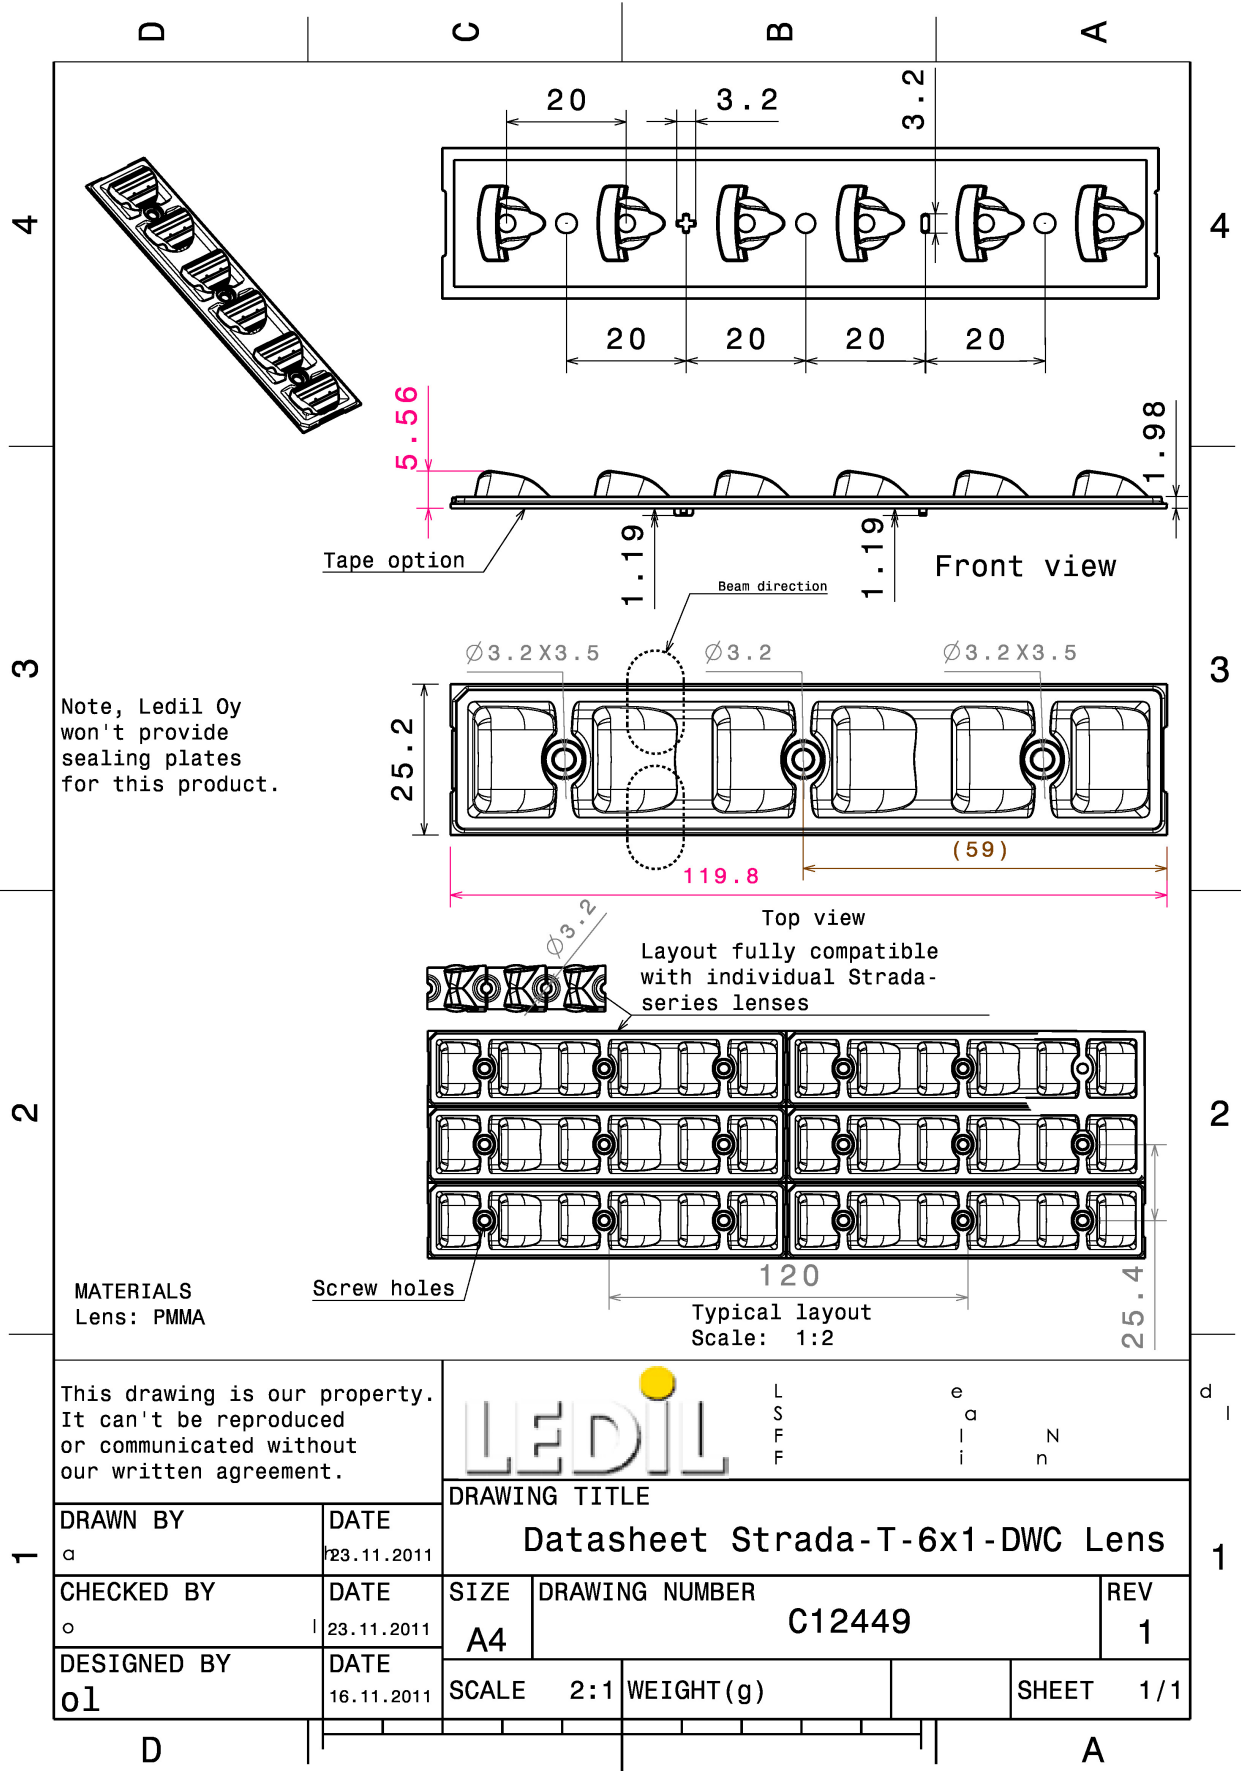 D C B A
20 3.2 3.2
4 4
20 20 20 20
5.56 1.98
Tape option
1.19 1.19
Front view
Beam direction
3 3
Ø3.2X3.5 Ø3.2 Ø3.2X3.5
Note, Ledil Oy
won't provide
sealing plates
for this product.
25.2
(59)
119.8
Top view
Ø3.2
Layout fully compatible
with individual Strada-
series lenses
2 2
120
25.4
Screw holes
Typical layout
Scale: 1:2
MATERIALS
Lens: PMMA
This drawing is our property.
It can't be reproduced
or communicated without
our written agreement.
LEDiL
L e d
S a l
F l N
F i n
DRAWING TITLE
Datasheet Strada-T-6x1-DWC Lens
DRAWN BY DATE
a h23.11.2011
1 1
CHECKED BY DATE
o l 23.11.2011
SIZE DRAWING NUMBER REV
A4 C12449 1
DESIGNED BY DATE
ol 16.11.2011
SCALE 2:1 WEIGHT(g) SHEET 1/1
D A